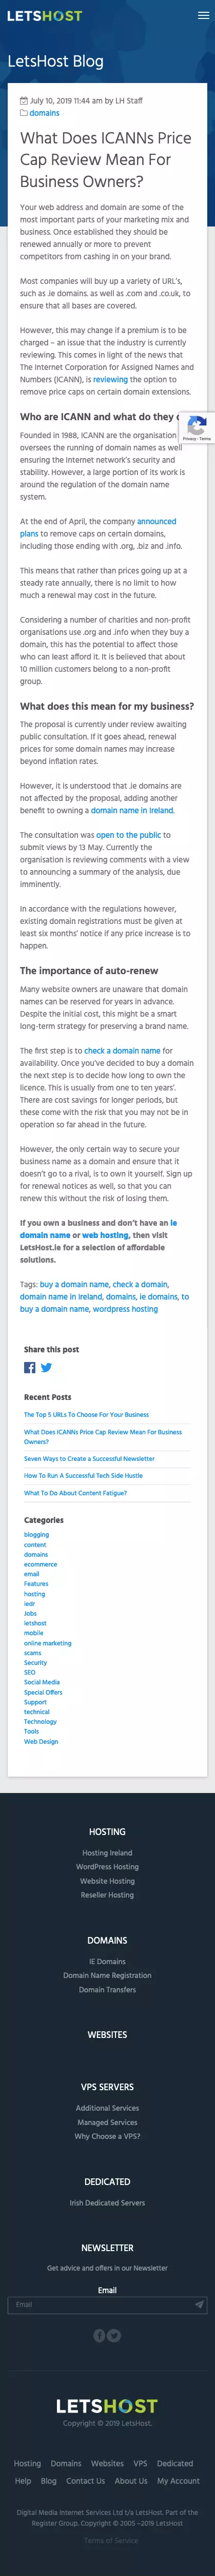 LETSHOST
LetsHost Blog
July 10, 2019 11:44 am by LH Staff
domains
What Does ICANNs Price
Cap Review Mean For
Business Owners?
Your web address and domain are some of the
most important parts of your marketing mix and
business. Once established they should be
renewed annually or more to prevent
competitors from cashing in on your brand.
Most companies will buy up a variety of URL's,
such as .ie domains. as well as .com and .co.uk, to
ensure that all bases are covered.
However, this may change if a premium is to be
charged – an issue that the industry is currently
reviewing. This comes in light of the news that
The Internet Corporation for Assigned Names and
Numbers (ICANN), is reviewing the option to
remove price caps on several certain domains.
Who are ICANN and what do they
Founded in 1988, ICANN are the organisation that
oversees the running of domain names as well as
ensuring the internet network's security and
stability. However, a large portion of its work is
around the regulation of the domain name
system.
At the end of April, the company announced
plans to remove price caps on certain domains,
including those ending with .org, .biz and .info.
This means that rather than prices going up at a
steady rate annually, there is no limit to how
much a renewal may cost in the future.
Considering a number of charities and non-profit
organisations use .org and .info when they buy a
domain, this has the potential to affect those
who can least afford it. It is believed that about
10 million customers belong to a non-profit
group.
What does this mean for my business?
The proposal is currently under review awaiting
public consultation. If it goes ahead, renewal
prices for some domain names may increase
beyond inflation rates.
However, it is understood that .ie domains are
not affected by the proposal, adding another
benefit to owning a domain name in Ireland.
The consultation was open to the public to
submit views by 13 May. Currently the
organisation is reviewing comments with a view
to announcing a summary of the analysis, due
imminently.
In accordance with the regulations however,
existing domain registrations must be given at
least six months' notice if any price increase is to
happen.
The importance of auto-renew
Many website owners are unaware that domain
names can be reserved for years in advance.
Despite the initial cost, this might be a smart
long-term strategy for preserving a brand name.
The first step is to check a domain name for
availability. Once you've decided to buy a domain
the next step is to decide how long to own the
licence. This is usually from one to ten years'.
There are cost savings for longer periods, but
these come with the risk that you may not be in
operation so far ahead in the future.
However, the only certain way to secure your
business name as a domain and ensure that it
doesn't get stolen, is to put it on auto-renew. Sign
up for renewal notices as well, so that you can
renew this without the risk of losing them.
If you own a business and don't have an ie
domain name or web hosting, then visit
LetsHost.ie for a selection of affordable
solutions.
Tags: buy a domain name, check a domain,
domain name in Ireland, domains, ie domains, to
buy a domain name, wordpress hosting
Privacy - Terms
Share this post
Recent Posts
The Top 5 URLs To Choose For Your Business
What Does ICANNs Price Cap Review Mean For Business
Owners?
Seven Ways to Create a Successful Newsletter
How To Run A Successful Tech Side Hustle
What To Do About Content Fatigue?
Categories
blogging
content
domains
ecommerce
email
Features
hosting
iedr
Jobs
letshost
mobile
online marketing
scams
Security
SEO
Social Media
Special Offers
Support
technical
Technology
Tools
Web Design
HOSTING
Hosting Ireland
WordPress Hosting
Website Hosting
Reseller Hosting
DOMAINS
IE Domains
Domain Name Registration
Domain Transfers
WEBSITES
VPS SERVERS
Additional Services
Managed Services
Why Choose a VPS?
DEDICATED
Irish Dedicated Servers
NEWSLETTER
Get advice and offers in our Newsletter
Email
Email
LETSHOST
Copyright © 2019 LetsHost.
Hosting Domains Websites VPS Dedicated
Help Blog Contact Us About Us My Account
Digital Media Internet Services Ltd t/a LetsHost. Part of the
Register Group. Copyright © 2005 –2019 LetsHost
Terms of Service